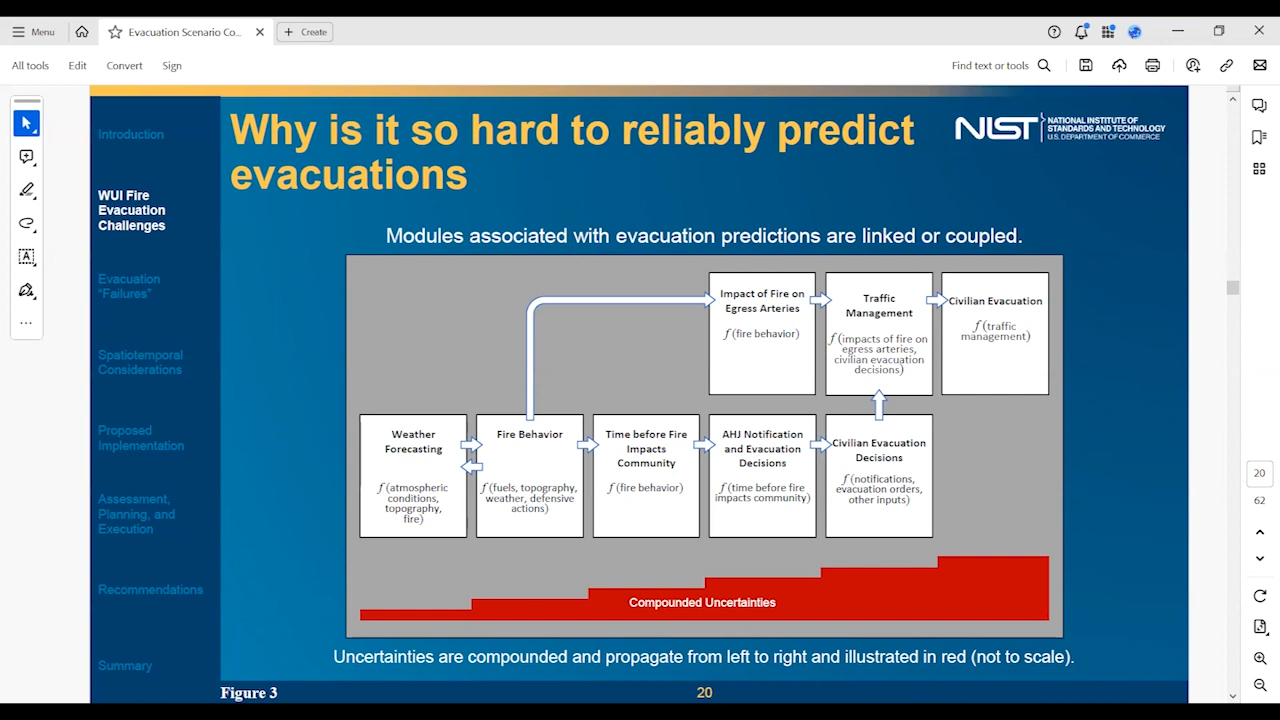 Menu
Evacuation Scenario Co...
Create
All tools
Edit
Convert
Sign
Find text or tools
Introduction
WUI Fire
Evacuation
Challenges
Evacuation
“Failures”
Spatiotemporal
Considerations
Proposed
Implementation
Assessment,
Planning, and
Execution
Recommendations
Summary
Why is it so hard to reliably predict
evacuations
NIST
NATIONAL INSTITUTE OF
STANDARDS AND TECHNOLOGY
U.S. DEPARTMENT OF COMMERCE
Modules associated with evacuation predictions are linked or coupled.
Impact of Fire on
Egress Arteries
f (fire behavior)
Traffic
Management
f (impacts of fire on
egress arteries,
civilian evacuation
decisions)
Civilian Evacuation
f (traffic
management)
Weather
Forecasting
f (atmospheric
conditions,
topography,
fire)
Fire Behavior
f (fuels, topography,
weather, defensive
actions)
Time before Fire
Impacts
Community
f (fire behavior)
AHJ Notification
and Evacuation
Decisions
f (time before fire
impacts community)
Civilian Evacuation
Decisions
f (notifications,
evacuation orders,
other inputs)
Compounded Uncertainties
Uncertainties are compounded and propagate from left to right and illustrated in red (not to scale).
Figure 3
20
20
62